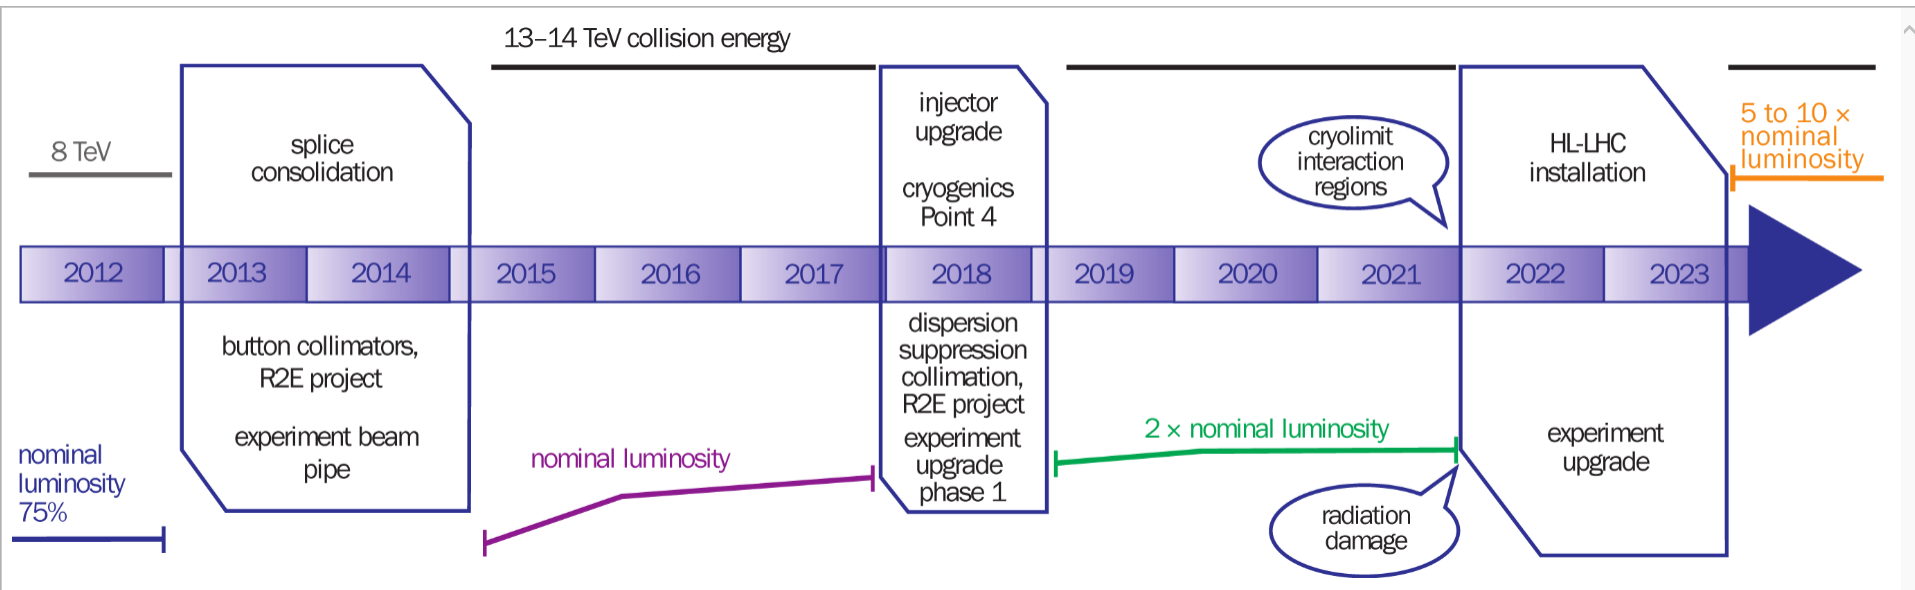 13–14 TeV collision energy
8 TeV
splice
consolidation
injector
upgrade
cryogenics
Point 4
cryolimit
interaction
regions
HL-LHC
installation
5 to 10 ×
nominal
luminosity
2012
2013
2014
2015
2016
2017
2018
2019
2020
2021
2022
2023
button collimators,
R2E project
experiment beam
pipe
nominal
luminosity
75%
nominal luminosity
dispersion
suppression
collimation,
R2E project
experiment
upgrade
phase 1
2 × nominal luminosity
radiation
damage
experiment
upgrade